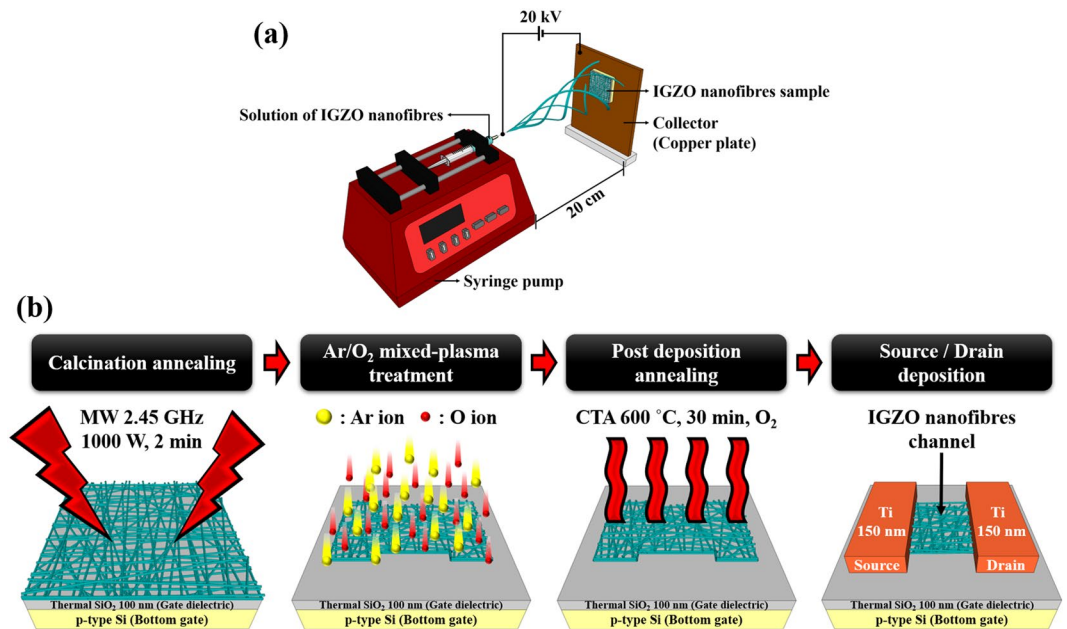 (a)
20 kV
IGZO nanofibres sample
Solution of IGZO nanofibres
Collector
(Copper plate)
20 cm
Syringe pump
(b)
Calcination annealing
Ar/O₂ mixed-plasma
treatment
Post deposition
annealing
Source / Drain
deposition
MW 2.45 GHz
1000 W, 2 min
: Ar ion
: O ion
CTA 600 ˚C, 30 min, O₂
IGZO nanofibres
channel
Ti
150 nm
Source
Ti
150 nm
Drain
Thermal SiO₂ 100 nm (Gate dielectric)
p-type Si (Bottom gate)
Thermal SiO₂ 100 nm (Gate dielectric)
p-type Si (Bottom gate)
Thermal SiO₂ 100 nm (Gate dielectric)
p-type Si (Bottom gate)
Thermal SiO₂ 100 nm (Gate dielectric)
p-type Si (Bottom gate)